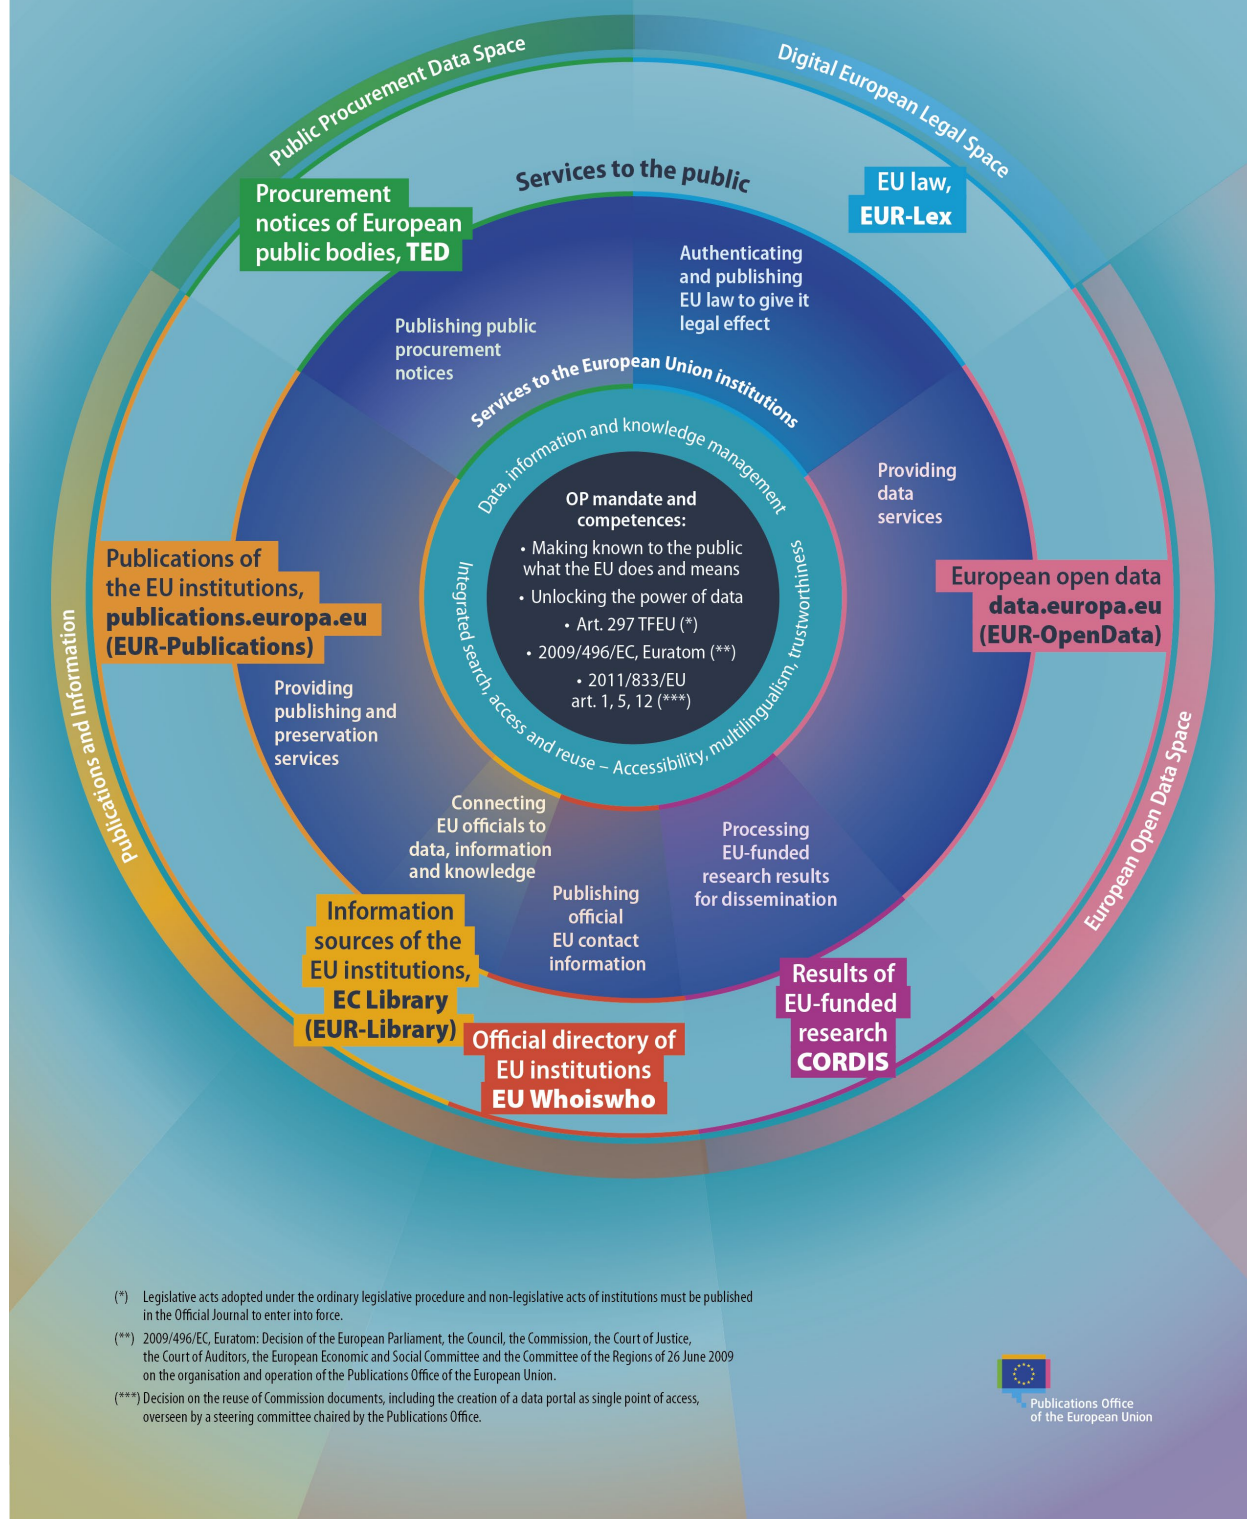 Public Procurement Data Space
Digital European Legal Space
Services to the public
Procurement
notices of European
public bodies, TED
EU law,
EUR-Lex
Authenticating
and publishing
EU law to give it
legal effect
Publishing public
procurement
notices
Services to the European Union institutions
Data, information and knowledge management
Providing
data
services
OP mandate and
competences:
• Making known to the public
what the EU does and means
• Unlocking the power of data
• Art. 297 TFEU (*)
• 2009/496/EC, Euratom (**)
• 2011/833/EU
art. 1, 5, 12 (***)
Integrated search, access and reuse – Accessibility, multilingualism, trustworthiness
Publications of
the EU institutions,
publications.europa.eu
(EUR-Publications)
European open data
data.europa.eu
(EUR-OpenData)
Publications and Information
European Open Data Space
Providing
publishing and
preservation
services
Connecting
EU officials to
data, information
and knowledge
Processing
EU-funded
research results
for dissemination
Publishing
official
EU contact
information
Information
sources of the
EU institutions,
EC Library
(EUR-Library)
Official directory of
EU institutions
EU Whoiswho
Results of
EU-funded
research
CORDIS
(*) Legislative acts adopted under the ordinary legislative procedure and non-legislative acts of institutions must be published
in the Official Journal to enter into force.
(**) 2009/496/EC, Euratom: Decision of the European Parliament, the Council, the Commission, the Court of Justice,
the Court of Auditors, the European Economic and Social Committee and the Committee of the Regions of 26 June 2009
on the organisation and operation of the Publications Office of the European Union.
(***) Decision on the reuse of Commission documents, including the creation of a data portal as single point of access,
overseen by a steering committee chaired by the Publications Office.
Publications Office
of the European Union